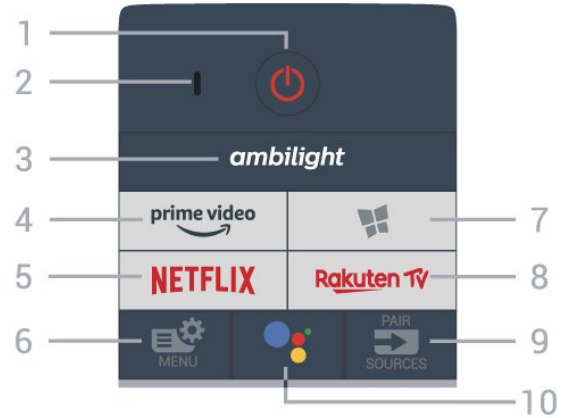 1
2
3
ambilight
4
prime video
7
5
NETFLIX
Rakuten TV
8
6
MENU
PAIR
SOURCES
9
10